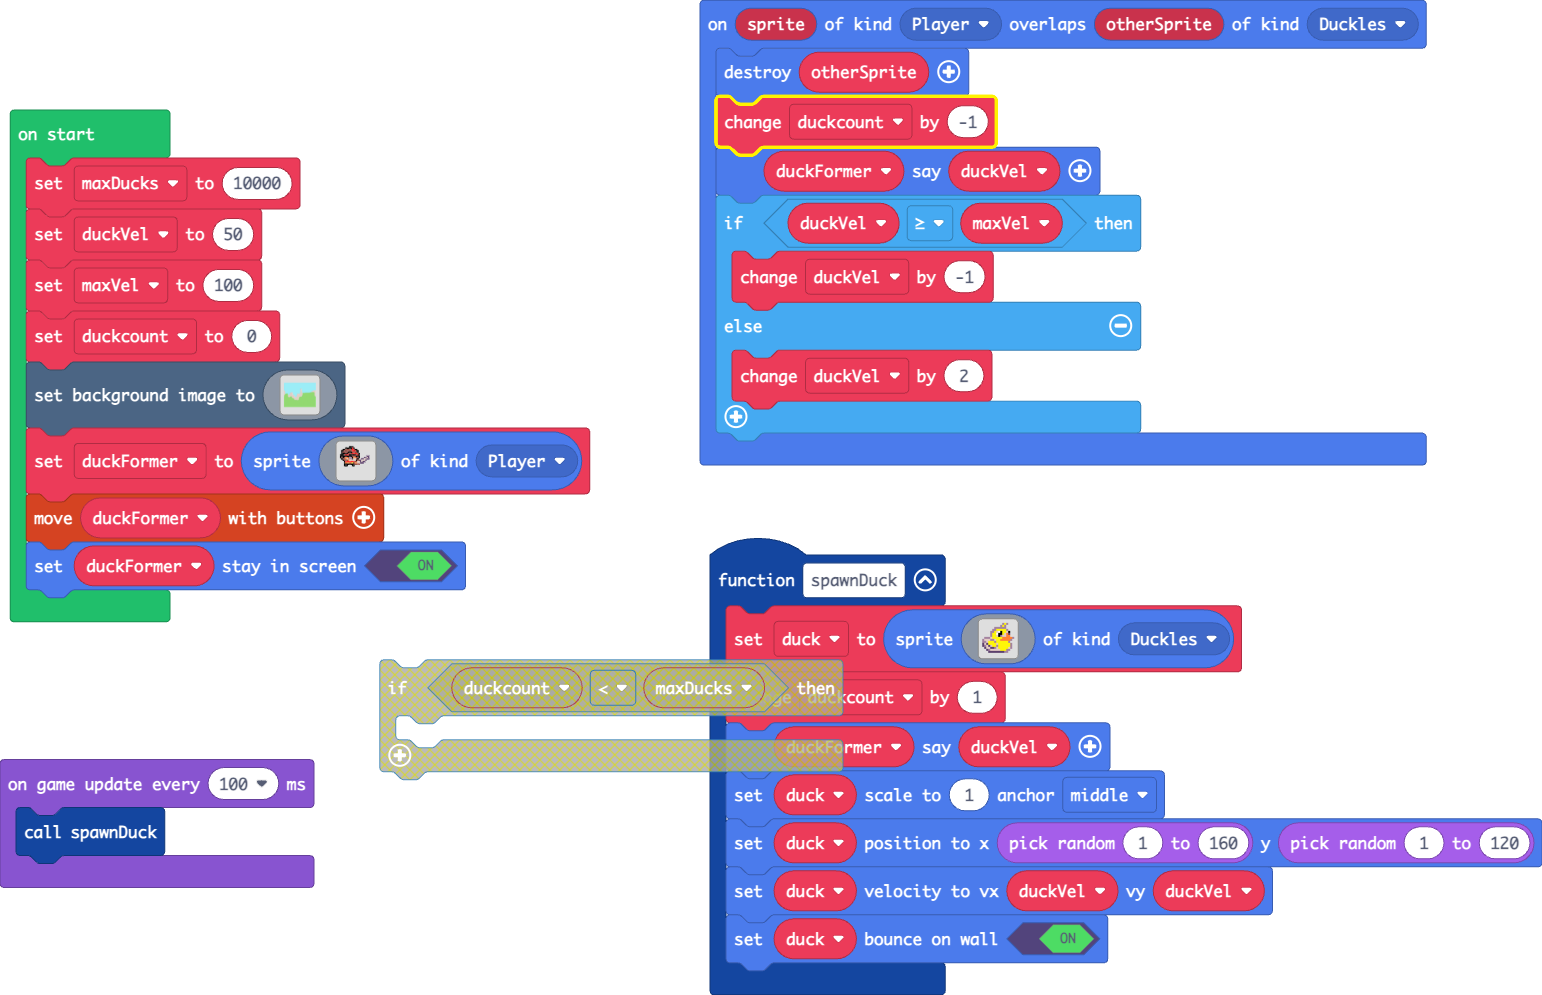 on start
set maxDucks to 10000
set duckVel to 50
set maxVel to 100
set duckcount to 0
set background image to
set duckFormer to sprite of kind Player
move duckFormer with buttons
set duckFormer stay in screen ON
on sprite of kind Player overlaps otherSprite of kind Duckles
destroy otherSprite
change duckcount by -1
duckFormer say duckVel
if duckVel ≥ maxVel then
change duckVel by -1
else
change duckVel by 2
if duckcount < maxDucks then
function spawnDuck
set duck to sprite of kind Duckles
duckcount by 1
duckFormer say duckVel
set duck scale to 1 anchor middle
set duck position to x pick random 1 to 160 y pick random 1 to 120
set duck velocity to vx duckVel vy duckVel
set duck bounce on wall ON
on game update every 100 ms
call spawnDuck